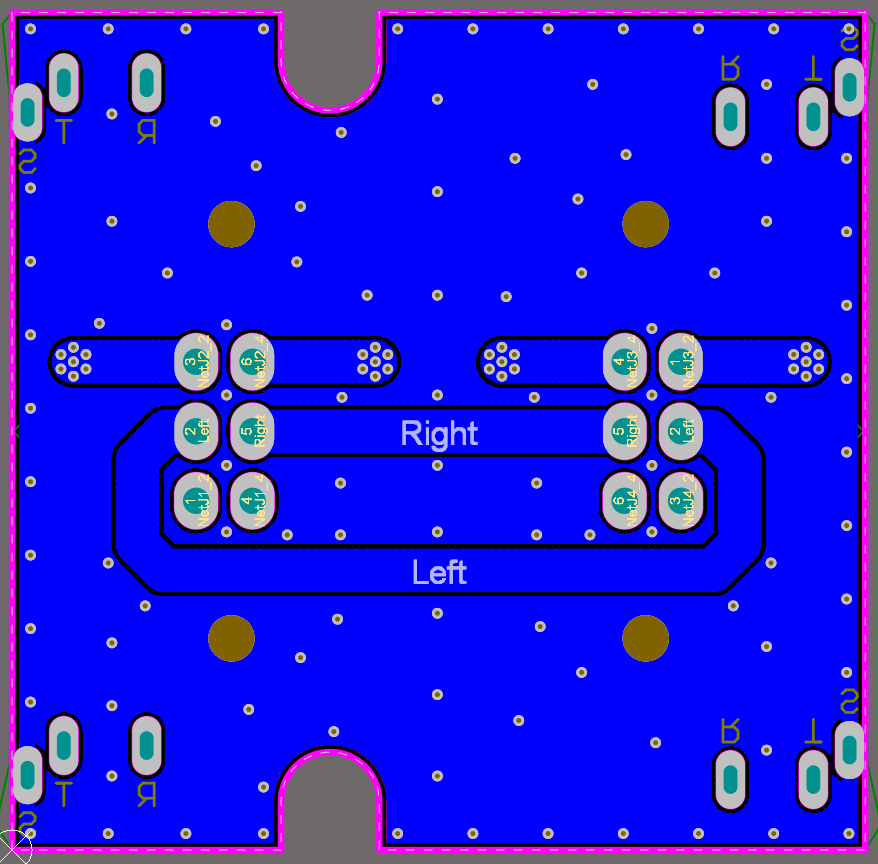 S
R T
T R
S
3 NetJ2_2
6 NetJ2_4
4 NetJ3_4
1 NetJ3_2
2 Left
5 Right
Right
5 Right
2 Left
1 NetJ1_2
4 NetJ1_4
6 NetJ4_4
3 NetJ4_2
Left
S
R T
T R
S